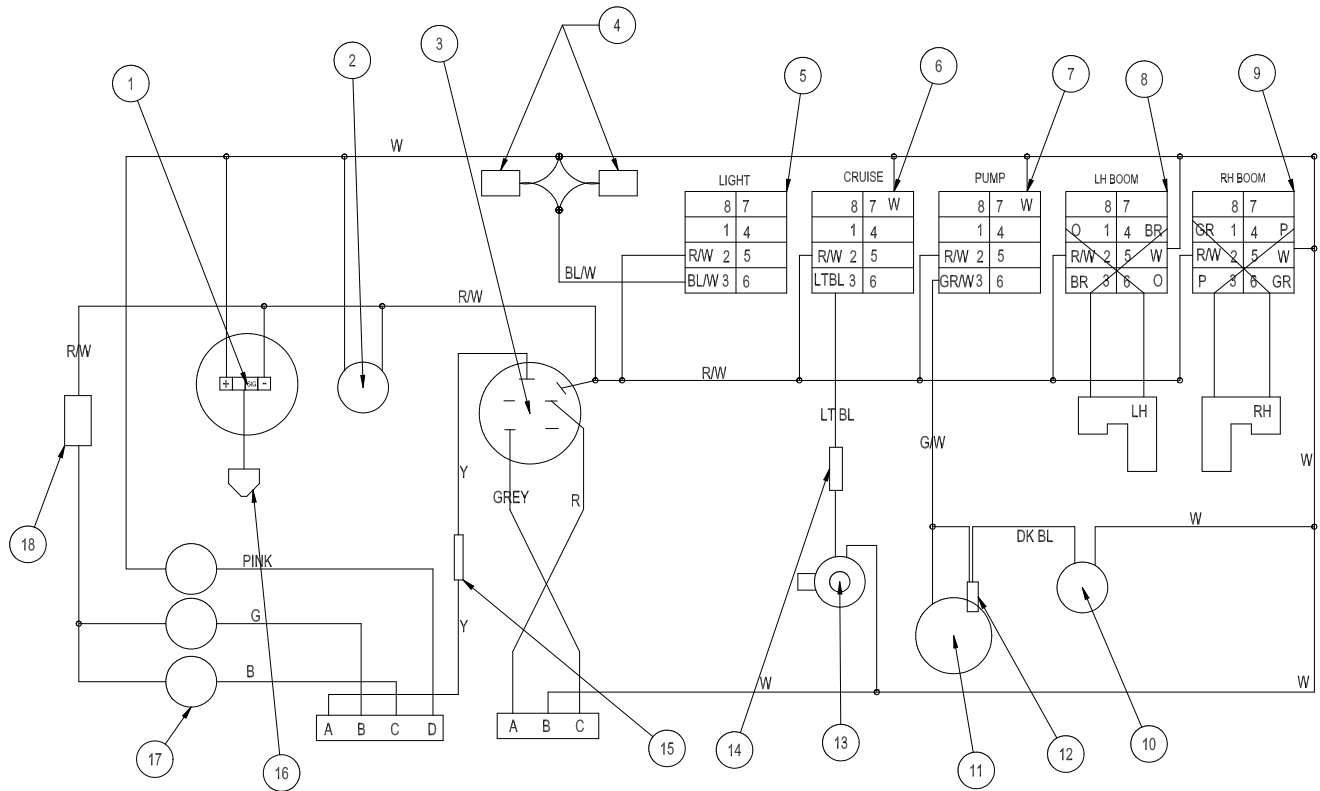 4
3
2
6
7
8
9
5
1
W
LIGHT
CRUISE
PUMP
LH BOOM
RH BOOM
8 7
8 7 W
8 7 W
8 7
8 7
1 4
1 4
1 4
O 1 4 BR
GR 1 4 P
R/W 2 5
R/W 2 5
R/W 2 5
R/W 2 5 W
R/W 2 5 W
BL/W 3 6
LTBL 3 6
GR/W 3 6
BR 3 6 O
P 3 6 GR
BL/W
R/W
R/W
R/W
+ SIG -
LT BL
LH
RH
G/W
W
Y
GREY
R
18
W
DK BL
PINK
G
Y
B
W
W
A B C D
A B C
17
16
15
14
13
11
12
10